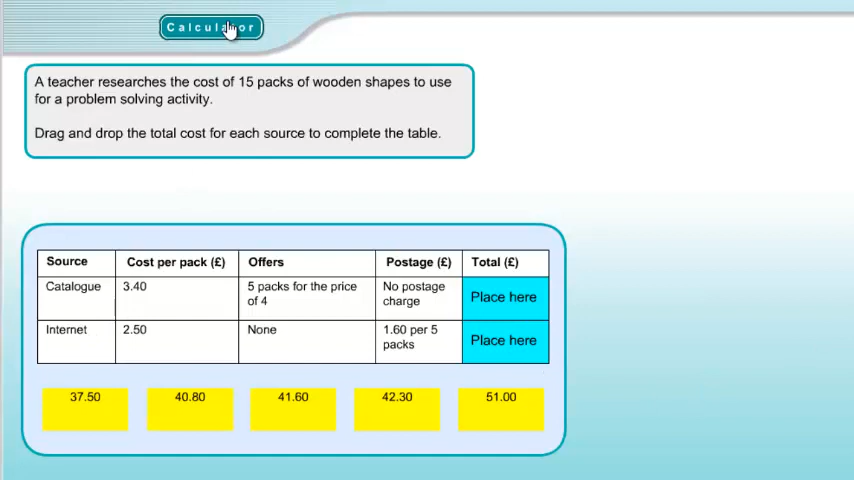 Calculator
A teacher researches the cost of 15 packs of wooden shapes to use
for a problem solving activity.
Drag and drop the total cost for each source to complete the table.
Source Cost per pack (£) Offers Postage (£) Total (£)
Catalogue 3.40 5 packs for the price No postage Place here
of 4 charge
Internet 2.50 None 1.60 per 5 Place here
packs
37.50 40.80 41.60 42.30 51.00